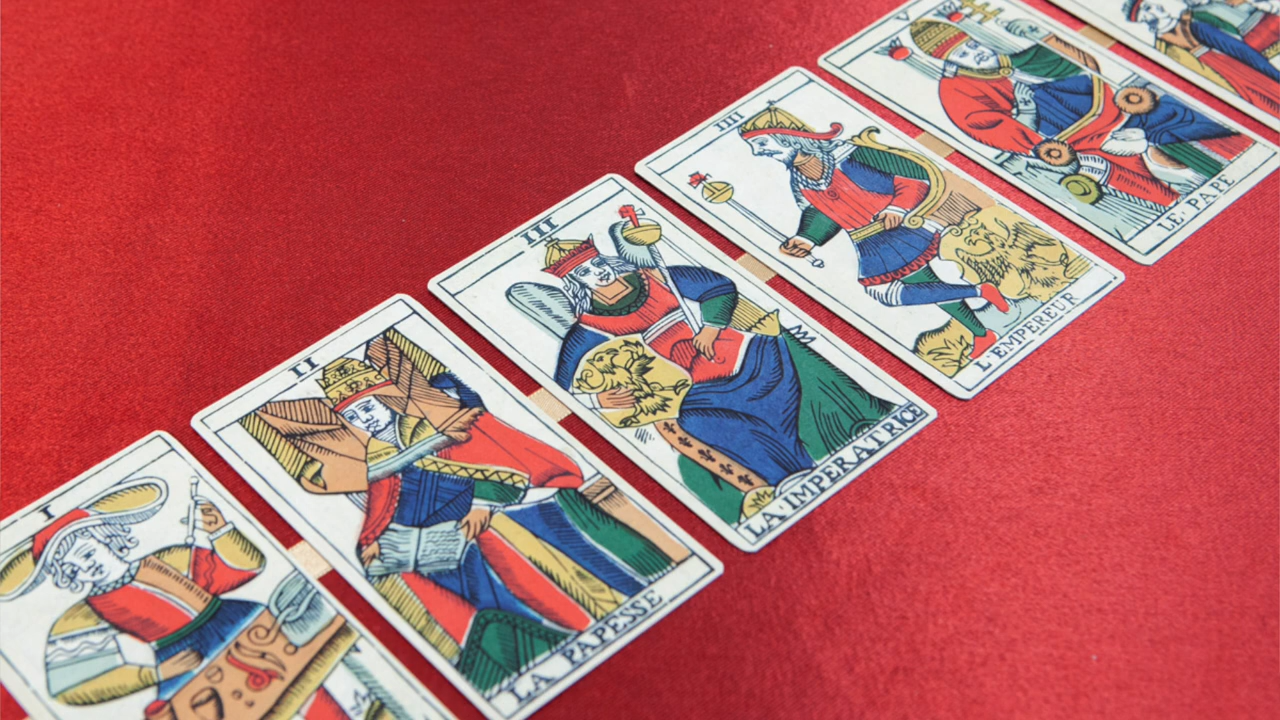 I
II
LA PAPESSE
III
LA IMPERATRICE
IIII
L'EMPEREUR
V
LE PAPE